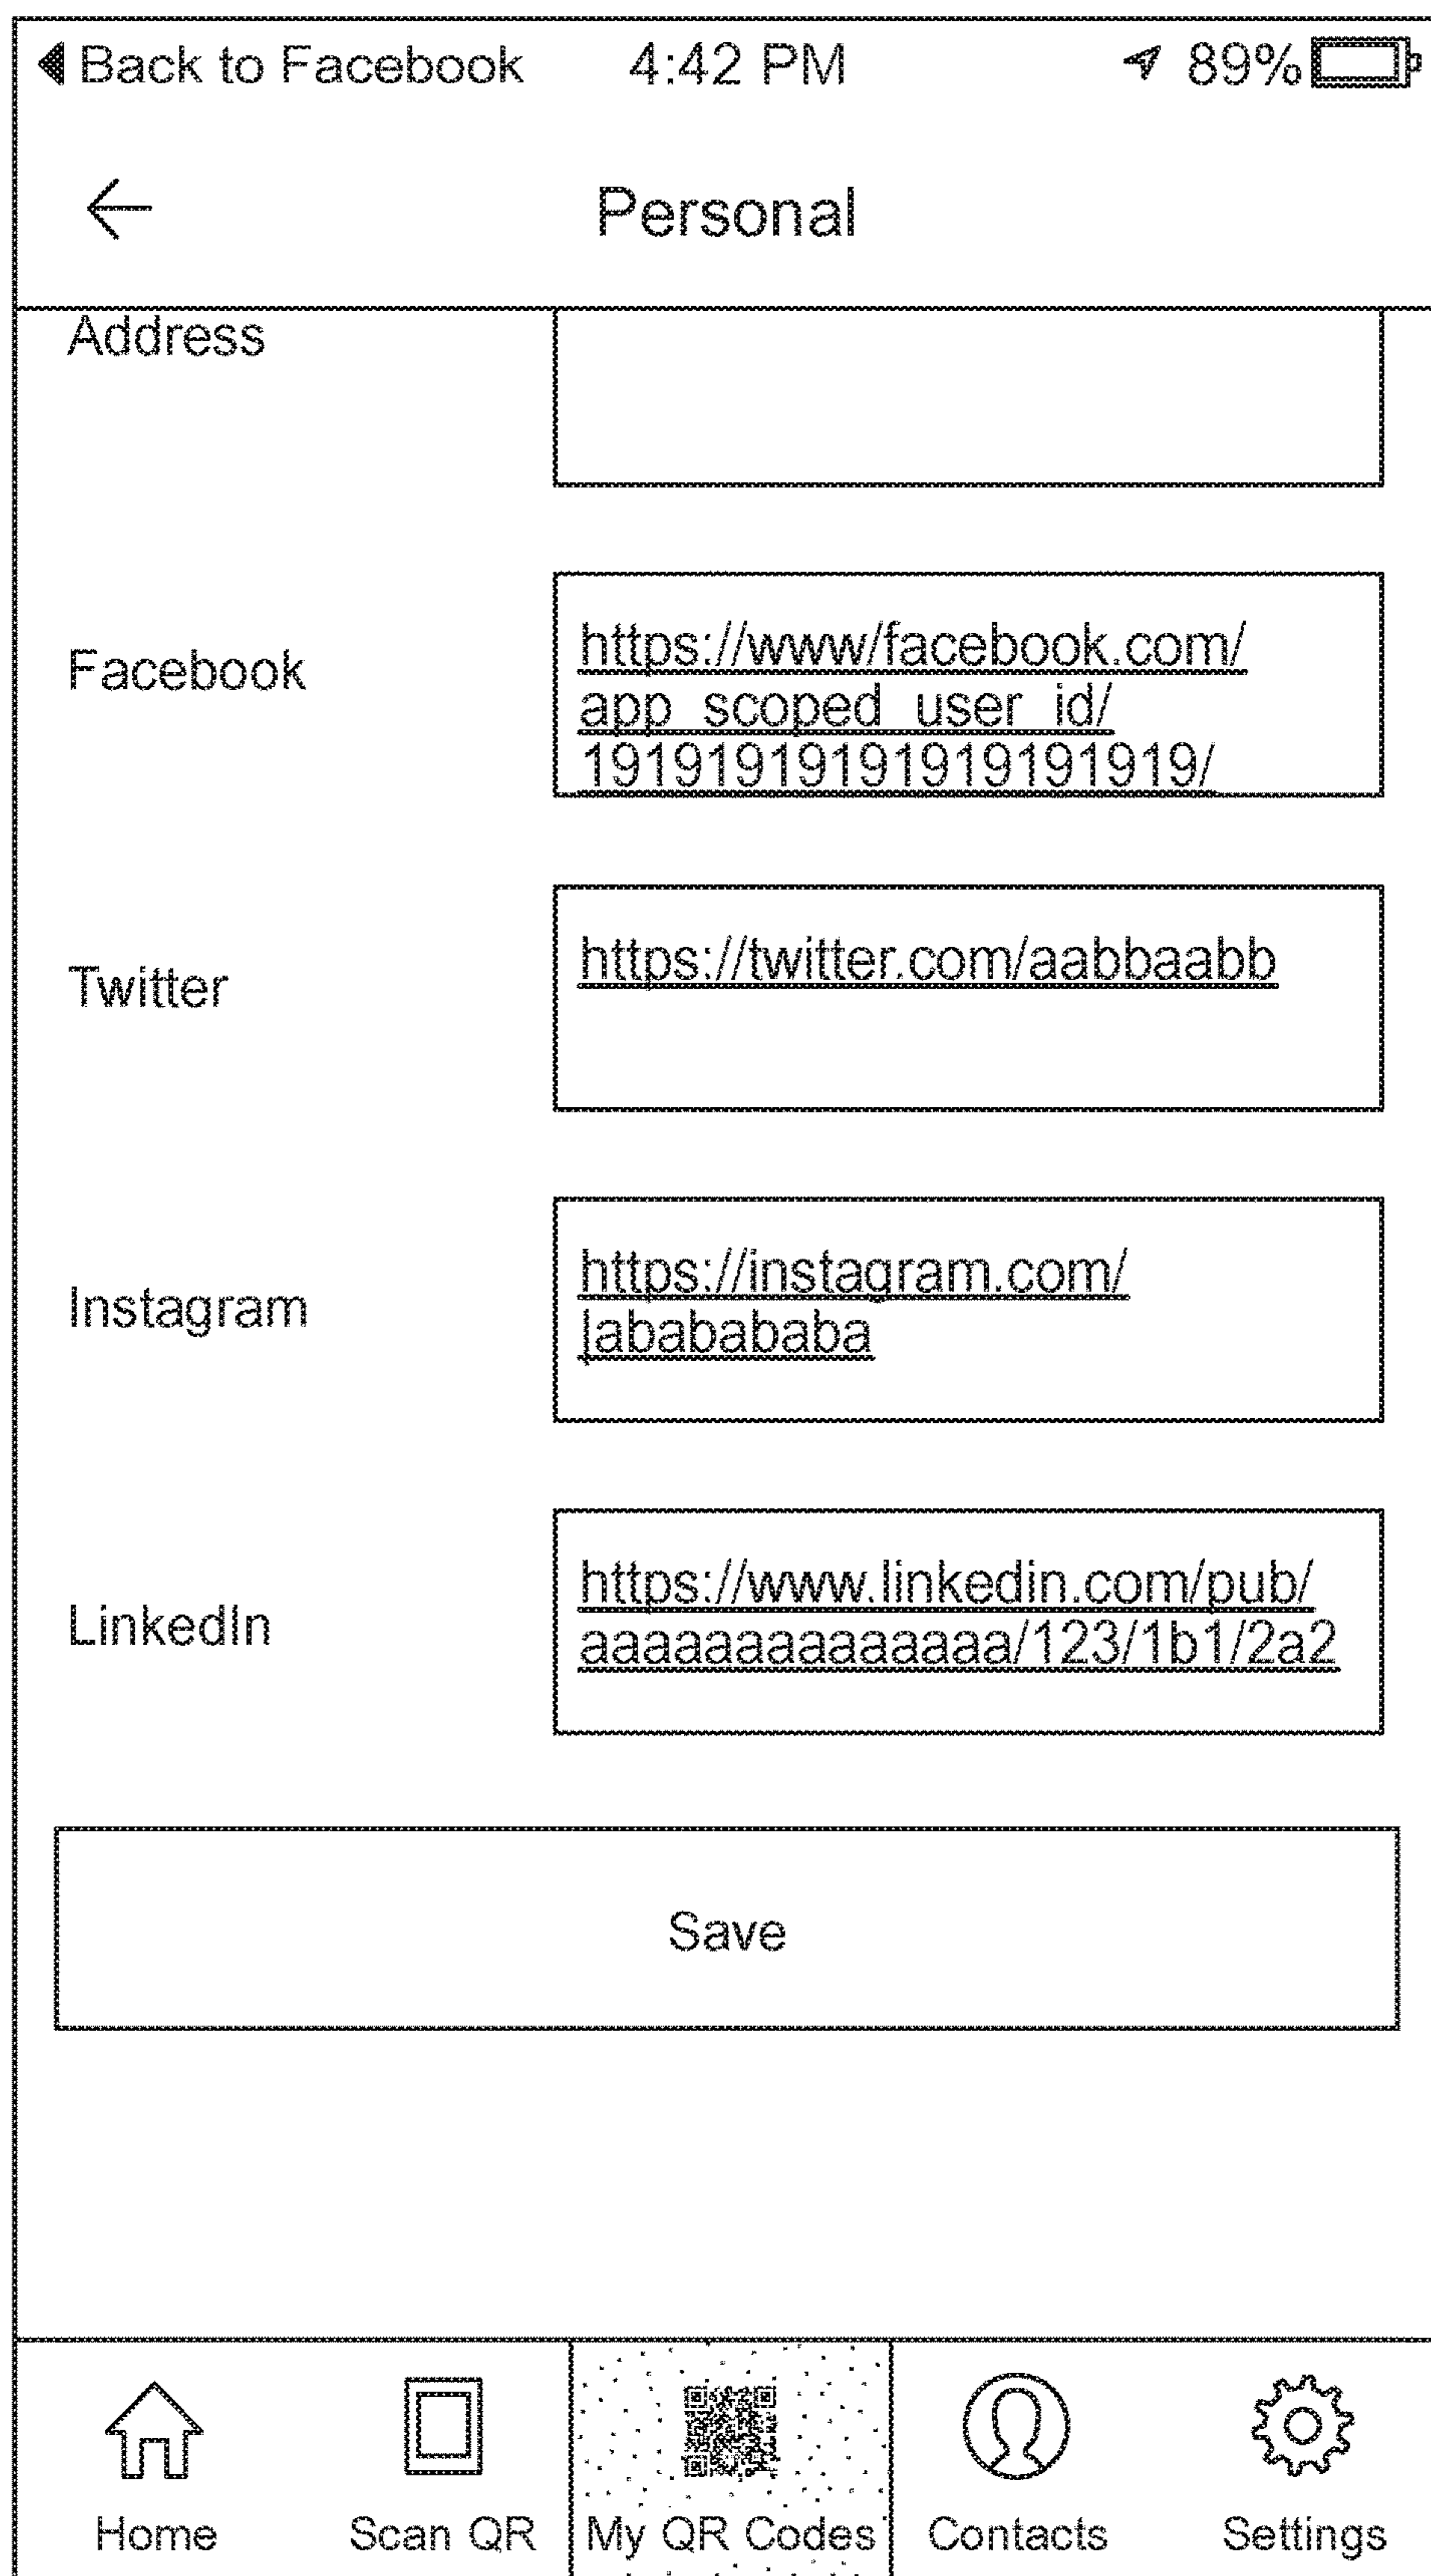 Back to Facebook 4:42 PM 89%
Personal
Address
Facebook
https://www/facebook.com/
app_scoped_user_id/
19191919191919191919/
Twitter
https://twitter.com/aabbaabb
Instagram
https://instagram.com/
jababababa
LinkedIn
https://www.linkedin.com/pub/
aaaaaaaaaaaaaa/123/1b1/2a2
Save
Home Scan QR My QR Codes Contacts Settings